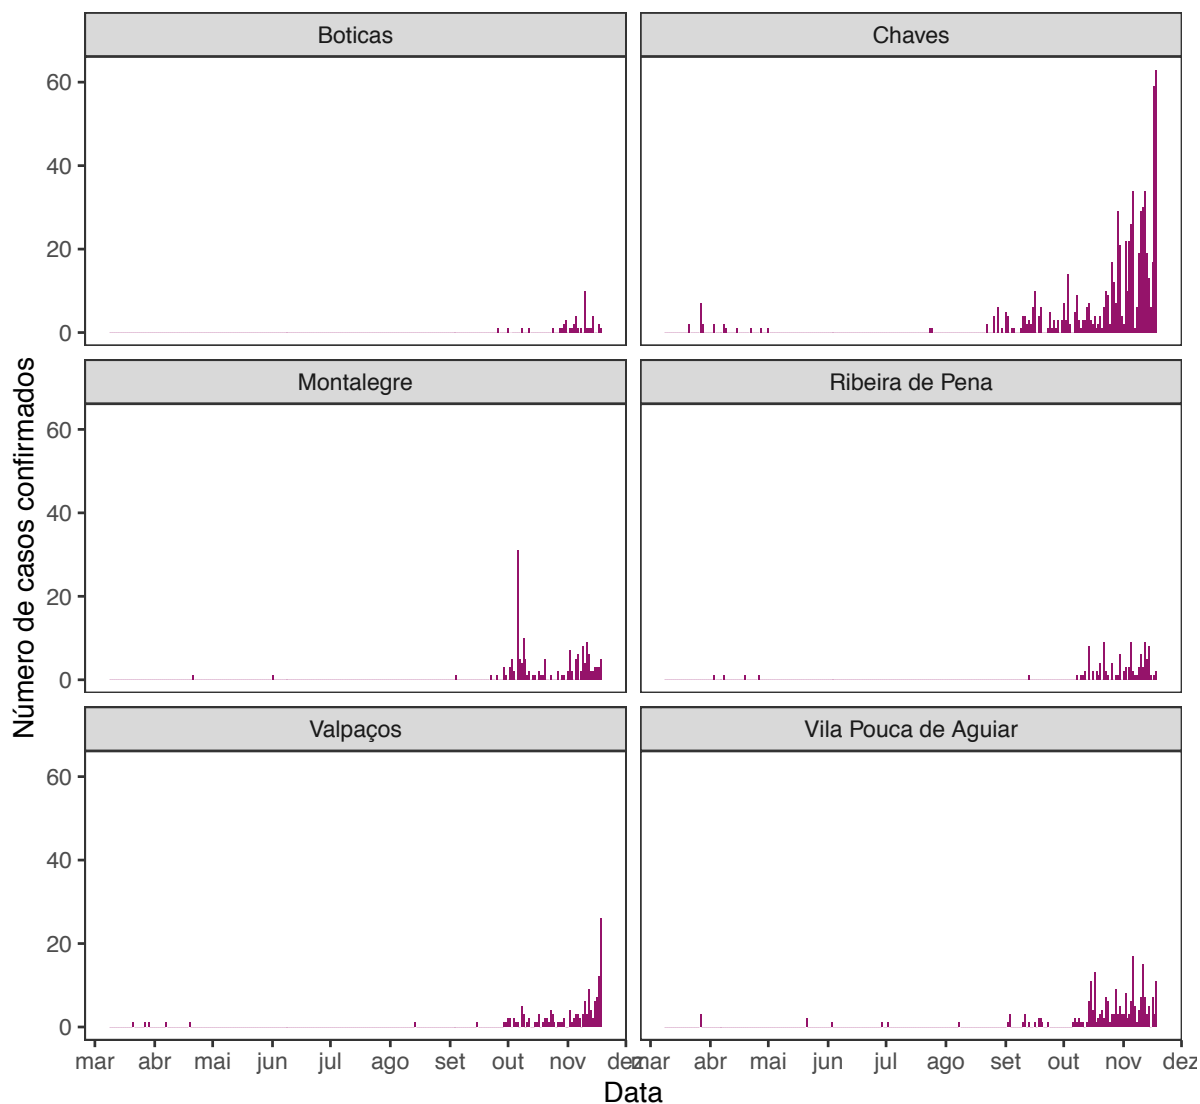 Boticas
Chaves
60
40
20
0
Montalegre
Ribeira de Pena
60
40
20
0
Valpaços
Vila Pouca de Aguiar
60
40
20
0
mar abr mai jun jul ago set out nov dez
mar abr mai jun jul ago set out nov dez
Data
Número de casos confirmados